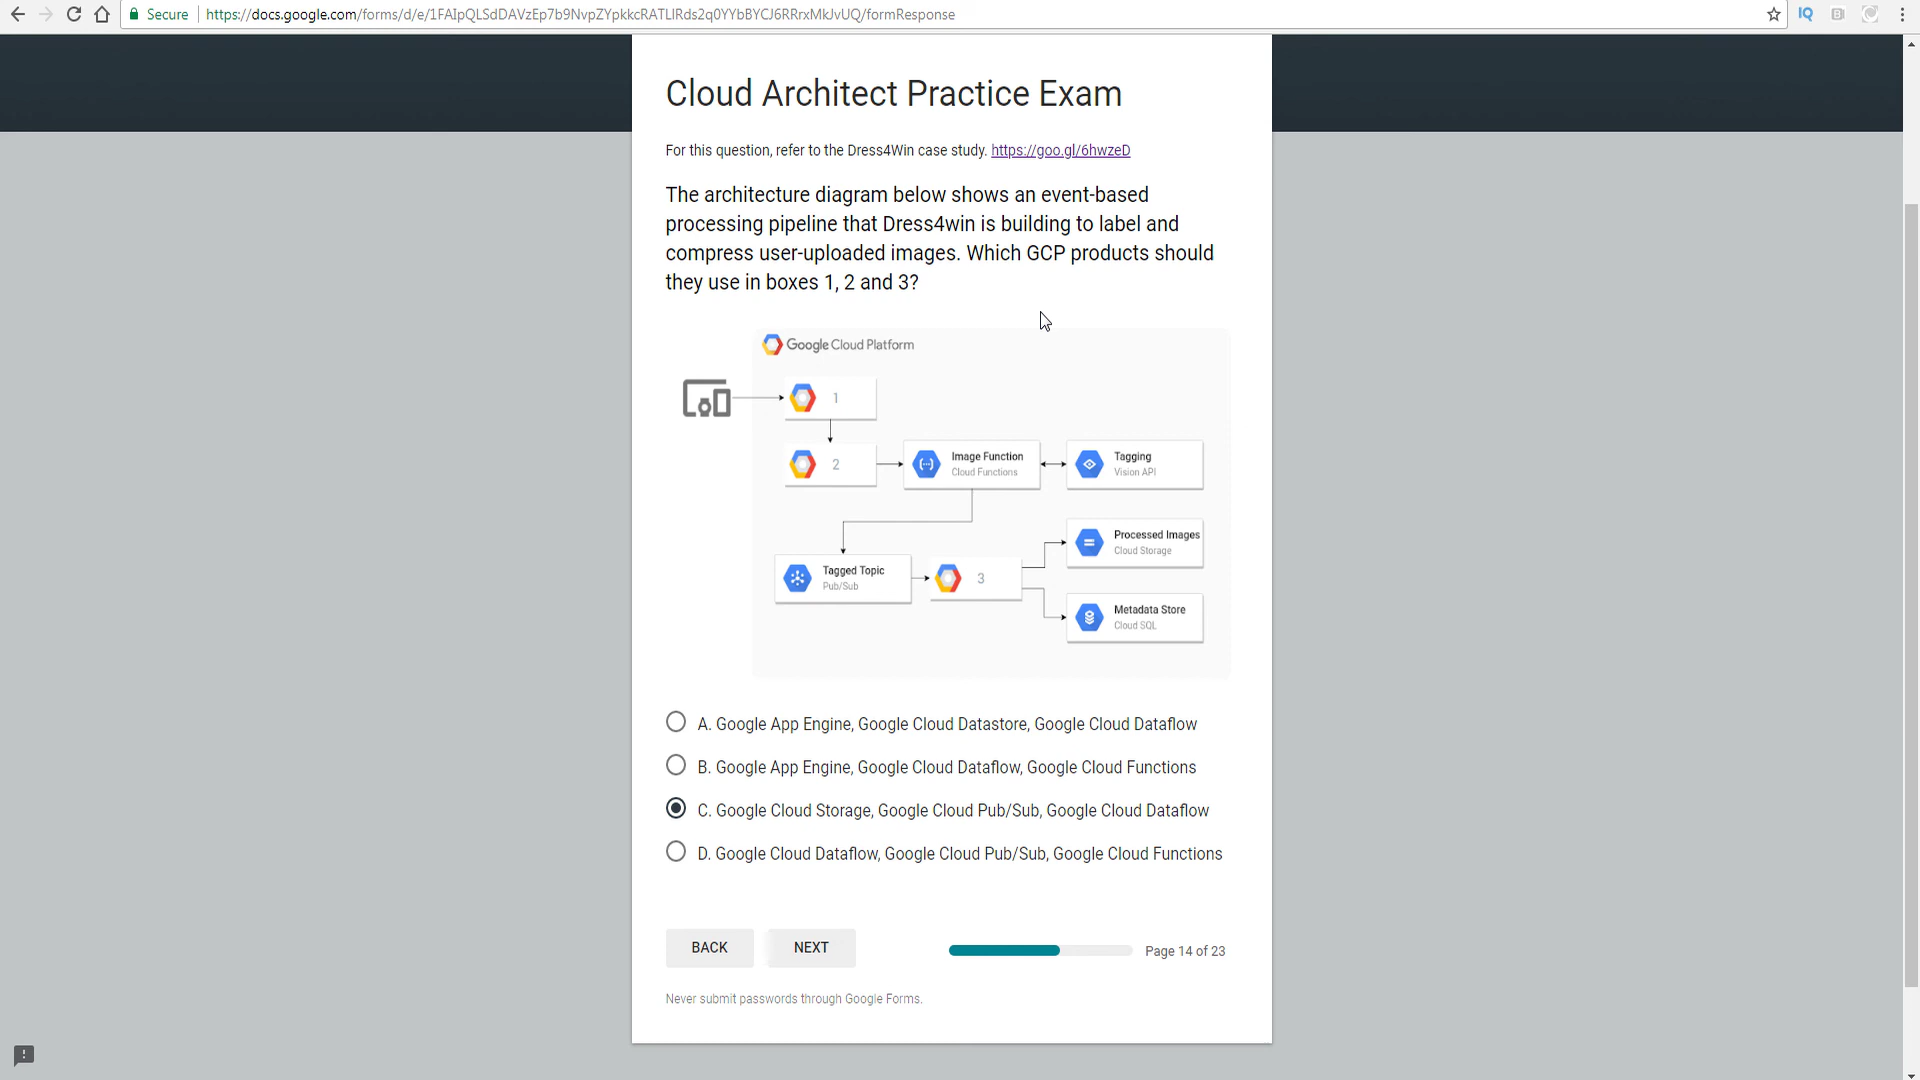 Secure
https://docs.google.com/forms/d/e/1FAIpQLSdDAVzEp7b9NvpZYpkkcRATLIRds2q0YYbBYCJ6RRrxMkJvUQ/formResponse
IQ
Cloud Architect Practice Exam
For this question, refer to the Dress4Win case study. https://goo.gl/6hwzeD
The architecture diagram below shows an event-based
processing pipeline that Dress4win is building to label and
compress user-uploaded images. Which GCP products should
they use in boxes 1, 2 and 3?
Google Cloud Platform
1
2
Image Function
Cloud Functions
Tagging
Vision API
Processed Images
Cloud Storage
Tagged Topic
Pub/Sub
3
Metadata Store
Cloud SQL
A. Google App Engine, Google Cloud Datastore, Google Cloud Dataflow
B. Google App Engine, Google Cloud Dataflow, Google Cloud Functions
C. Google Cloud Storage, Google Cloud Pub/Sub, Google Cloud Dataflow
D. Google Cloud Dataflow, Google Cloud Pub/Sub, Google Cloud Functions
BACK
NEXT
Page 14 of 23
Never submit passwords through Google Forms.